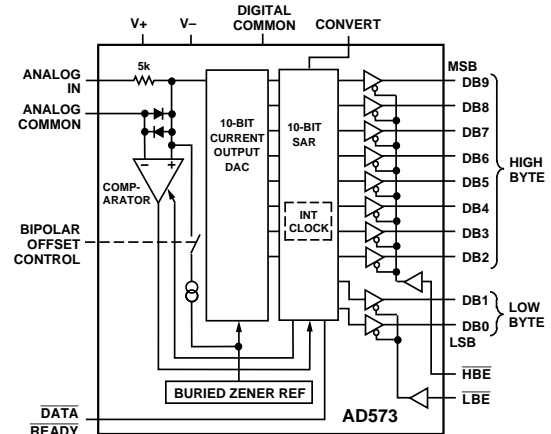 V+
V–
DIGITAL
COMMON
CONVERT
ANALOG
IN
5k
ANALOG
COMMON
10-BIT
CURRENT
OUTPUT
DAC
10-BIT
SAR
INT
CLOCK
–
+
COMP-
ARATOR
BIPOLAR
OFFSET
CONTROL
BURIED ZENER REF
DATA
READY
MSB
DB9
DB8
DB7
DB6
DB5
DB4
DB3
DB2
HIGH
BYTE
DB1
DB0
LSB
LOW
BYTE
HBE
LBE
AD573